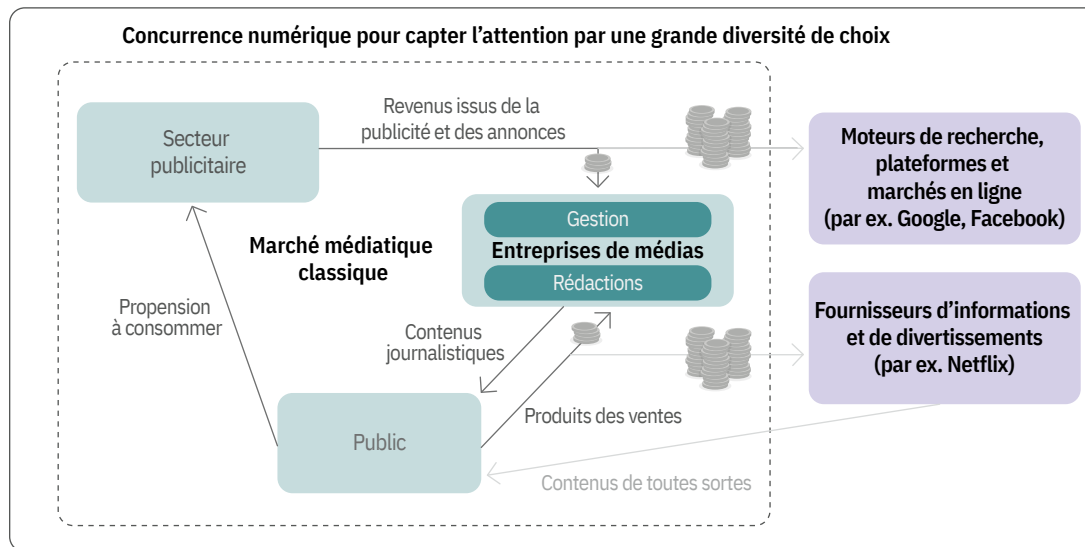 Concurrence numérique pour capter l’attention par une grande diversité de choix
Revenus issus de la
publicité et des annonces
Secteur
publicitaire
Moteurs de recherche,
plateformes et
marchés en ligne
(par ex. Google, Facebook)
Gestion
Marché médiatique
classique
Entreprises de médias
Rédactions
Propension
à consommer
Contenus
journalistiques
Fournisseurs d’informations
et de divertissements
(par ex. Netflix)
Produits des ventes
Public
Contenus de toutes sortes